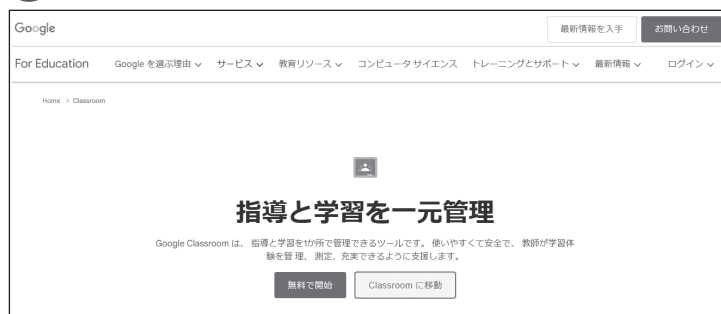 Google 最新情報を入手 お問い合わせ
For Education Google を選ぶ理由 サービス 教育リソース コンピュータ サイエンス トレーニングとサポート 最新情報 ログイン
Home > Classroom
指導と学習を一元管理
Google Classroom は、 指導と学習を1か所で管理できるツールです。 使いやすくて安全で、 教師が学習体
験を管 理、 測定、充実できるように支援します。
無料で開始 Classroom に移動